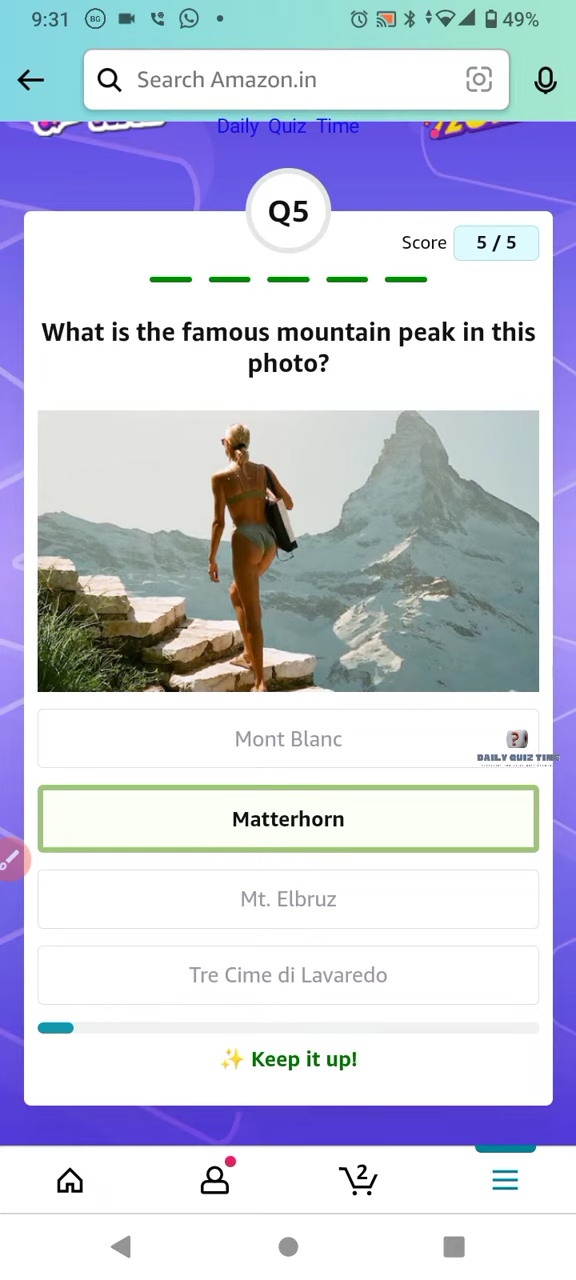 9:31
BG
49%
Search Amazon.in
Daily Quiz Time
Q5
Score 5 / 5
What is the famous mountain peak in this
photo?
Mont Blanc
?
DAILY QUIZ TIME
Matterhorn
Mt. Elbruz
Tre Cime di Lavaredo
✨ Keep it up!
2